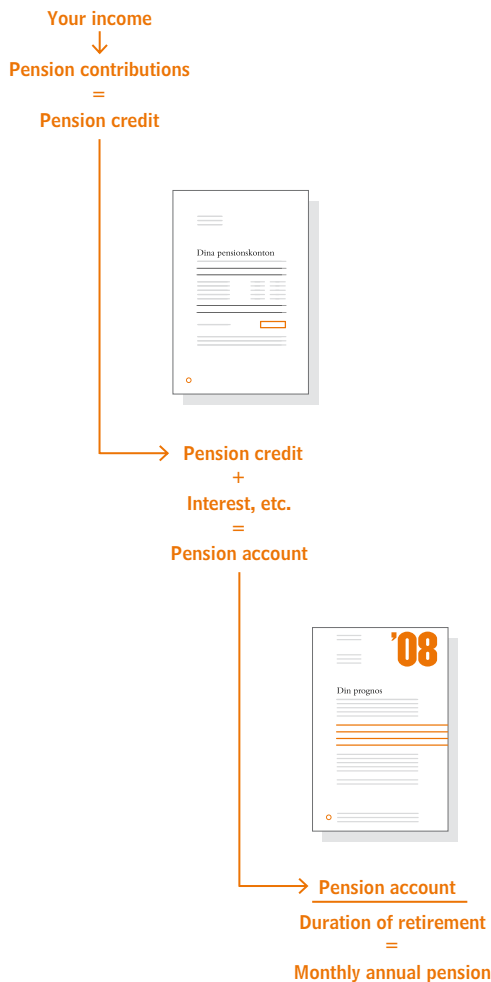 Your income
Pension contributions
=
Pension credit
Dina pensionskonton
Pension credit
+
Interest, etc.
=
Pension account
'08
Din prognos
Pension account
Duration of retirement
=
Monthly annual pension